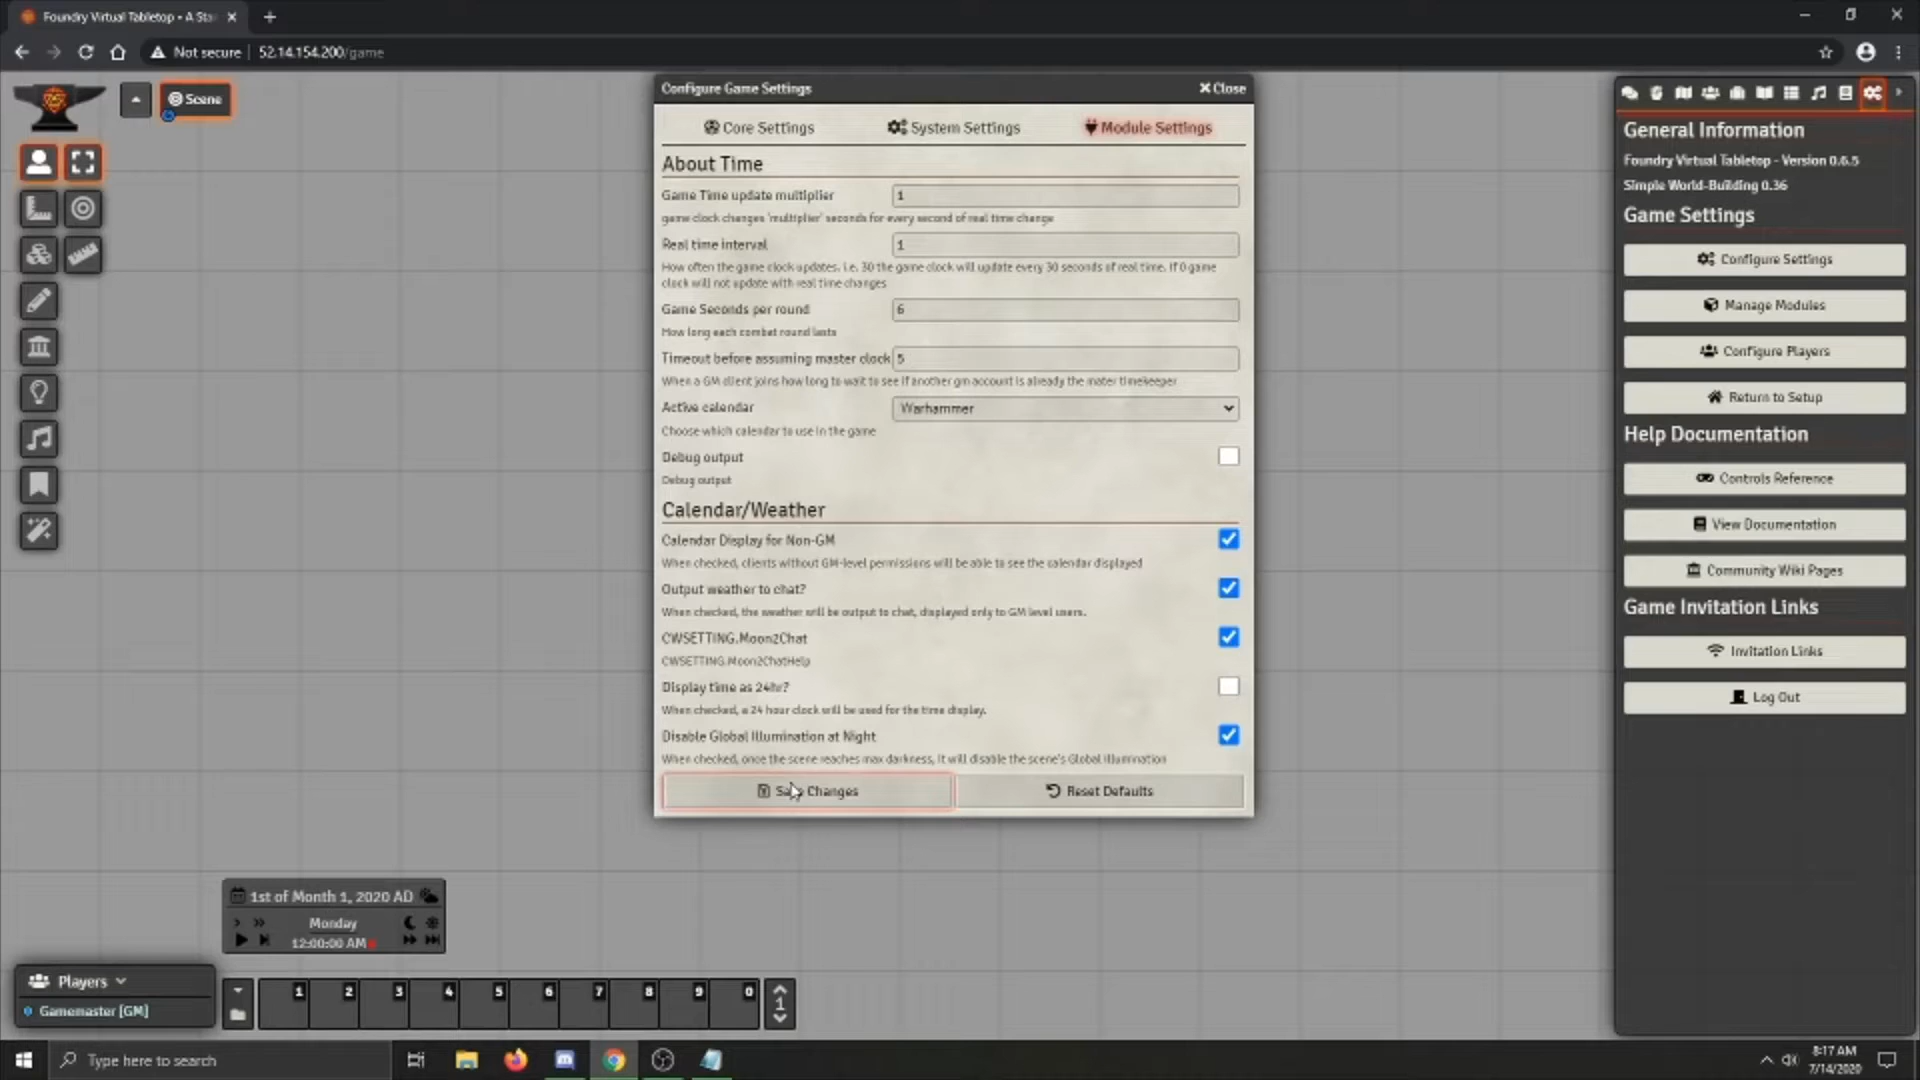 Foundry Virtual Tabletop • A Sta
Not secure
52.14.154.200/game
Scene
Configure Game Settings
Close
Core Settings
System Settings
Module Settings
About Time
Game Time update multiplier
1
game clock changes 'multiplier' seconds for every second of real time change
Real time interval
1
How often the game clock updates. i.e. 30 the game clock will update every 30 seconds of real time. If 0 game
clock will not update with real time changes
Game Seconds per round
6
How long each combat round lasts
Timeout before assuming master clock
5
When a GM client joins how long to wait to see if another gm account is already the mater timekeeper
Active calendar
Warhammer
Choose which calendar to use in the game
Debug output
Debug output
Calendar/Weather
Calendar Display for Non-GM
When checked, clients without GM-level permissions will be able to see the calendar displayed
Output weather to chat?
When checked, the weather will be output to chat, displayed only to GM level users.
CWSETTING.Moon2Chat
CWSETTING.Moon2ChatHelp
Display time as 24hr?
When checked, a 24 hour clock will be used for the time display.
Disable Global Illumination at Night
When checked, once the scene reaches max darkness, it will disable the scene's Global Illumination
Save Changes
Reset Defaults
General Information
Foundry Virtual Tabletop - Version 0.6.5
Simple World-Building 0.36
Game Settings
Configure Settings
Manage Modules
Configure Players
Return to Setup
Help Documentation
Controls Reference
View Documentation
Community Wiki Pages
Game Invitation Links
Invitation Links
Log Out
1st of Month 1, 2020 AD
Monday
12:00:00 AM
Players
Gamemaster [GM]
1 2 3 4 5 6 7 8 9 0
1
Type here to search
8:17 AM
7/14/2020